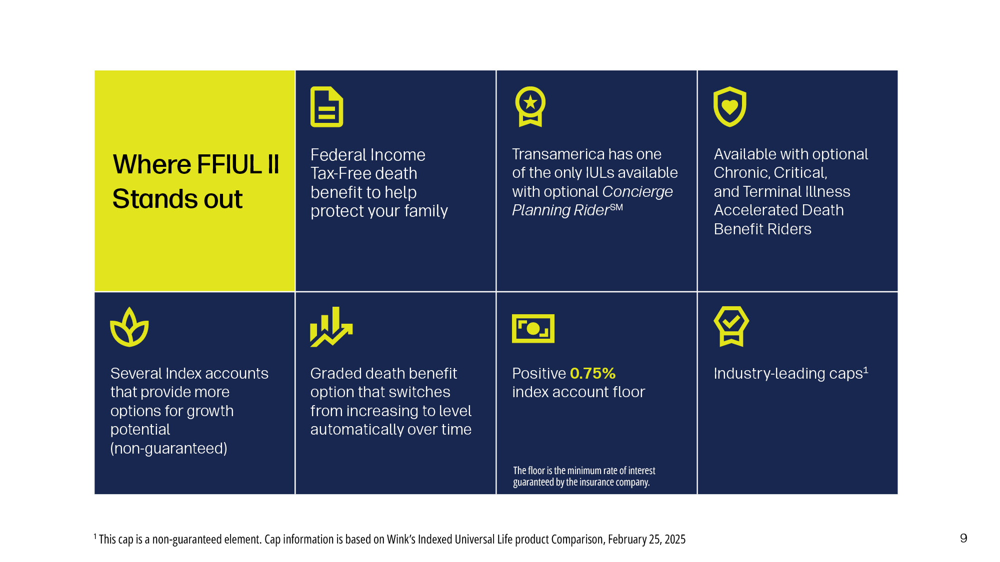 Where FFIUL II
Stands out
Federal Income
Tax-Free death
benefit to help
protect your family
Transamerica has one
of the only IULs available
with optional Concierge
Planning Rider℠
Available with optional
Chronic, Critical,
and Terminal Illness
Accelerated Death
Benefit Riders
Several Index accounts
that provide more
options for growth
potential
(non-guaranteed)
Graded death benefit
option that switches
from increasing to level
automatically over time
Positive 0.75%
index account floor
The floor is the minimum rate of interest
guaranteed by the insurance company.
Industry-leading caps¹
¹ This cap is a non-guaranteed element. Cap information is based on Wink’s Indexed Universal Life product Comparison, February 25, 2025
9